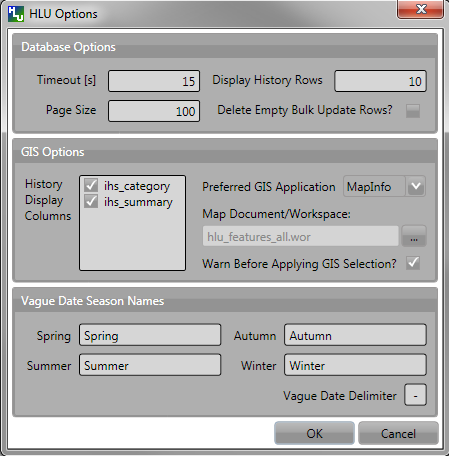 HLU HLU Options
Database Options
Timeout [s] 15 Display History Rows 10
Page Size 100 Delete Empty Bulk Update Rows?
GIS Options
History Display Columns
ihs_category
ihs_summary
Preferred GIS Application MapInfo
Map Document/Workspace:
hlu_features_all.wor ...
Warn Before Applying GIS Selection?
Vague Date Season Names
Spring Spring Autumn Autumn
Summer Summer Winter Winter
Vague Date Delimiter -
OK Cancel